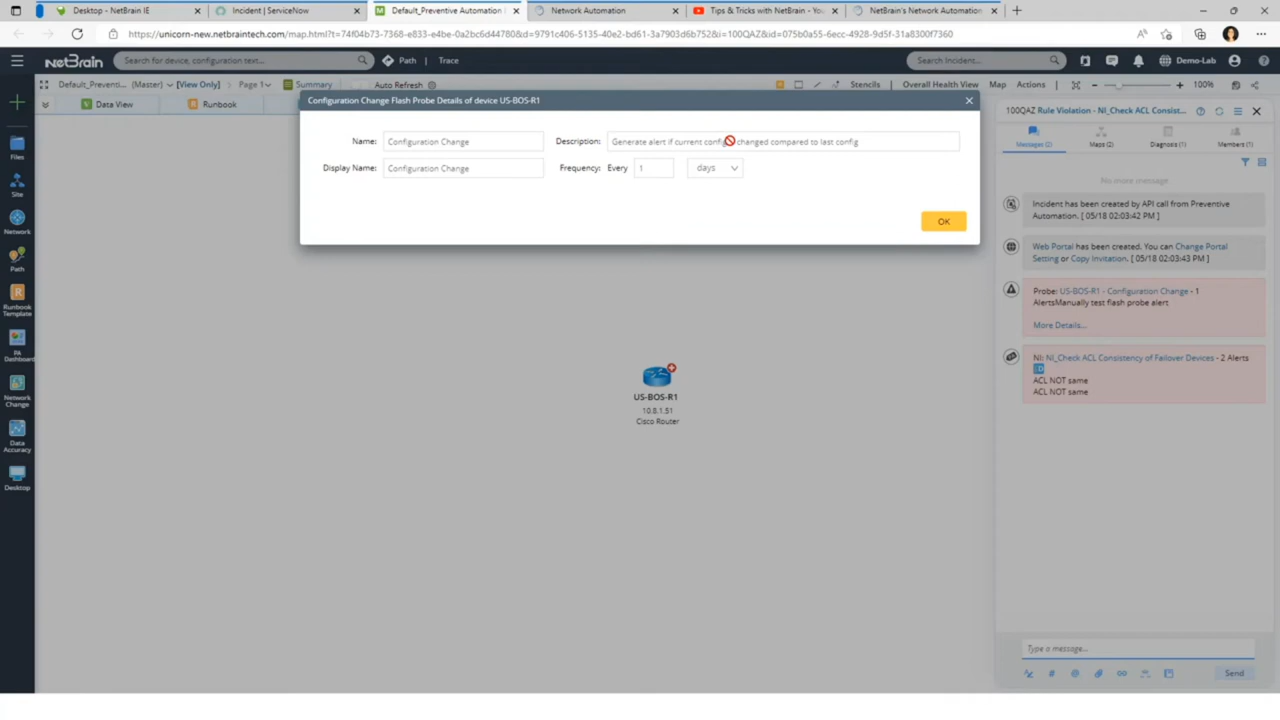 Desktop - NetBrain IE
Incident | ServiceNow
Default_Preventive Automation I
Network Automation
Tips & Tricks with NetBrain - Yo
NetBrain's Network Automation
https://unicorn-new.netbraintech.com/map.html?t=74f04b73-7368-e833-e4be-0a2bc6d44780&d=9791c406-5135-40e2-bd61-3a7903d6b752&i=100QAZ&id=075b0a55-6ecc-4928-9d5f-31a8300f7360
netBrain
Search for device, configuration text...
Path
Trace
Search Incident...
Demo-Lab
Default_Preventi... (Master)
[View Only]
Page 1
Summary
Auto Refresh
Stencils
Overall Health View
Map
Actions
100%
Data View
Runbook
Configuration Change Flash Probe Details of device US-BOS-R1
Name:
Configuration Change
Description:
Generate alert if current config changed compared to last config
Display Name:
Configuration Change
Frequency:
Every
1
days
OK
Files
Site
Network
Path
Runbook
Template
PA
Dashboard
Network
Change
Data
Accuracy
Desktop
US-BOS-R1
10.8.1.51
Cisco Router
100QAZ Rule Violation - NI_Check ACL Consist...
Messages (2)
Maps (2)
Diagnosis (1)
Members (1)
No more message
Incident has been created by API call from Preventive
Automation. [ 05/18 02:03:42 PM ]
Web Portal has been created. You can Change Portal
Setting or Copy Invitation. [ 05/18 02:03:43 PM ]
Probe: US-BOS-R1 - Configuration Change - 1
AlertsManually test flash probe alert
More Details...
NI: NI_Check ACL Consistency of Failover Devices - 2 Alerts
ACL NOT same
ACL NOT same
Type a message...
Send